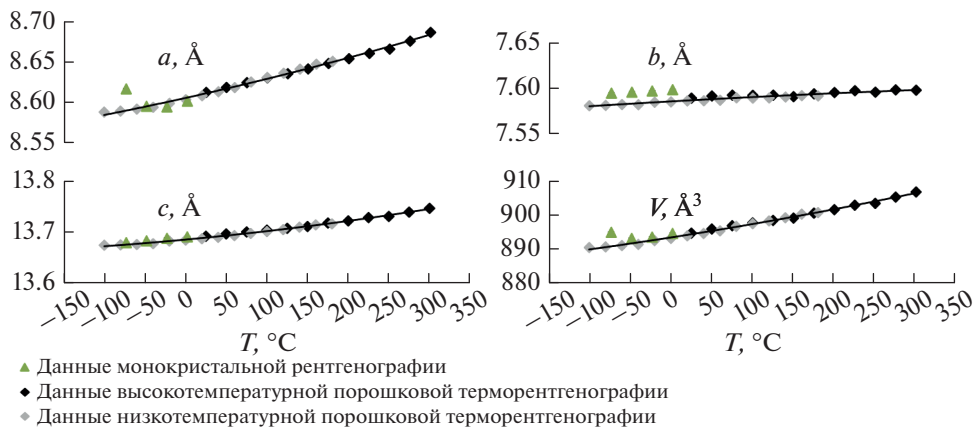 8.70
8.65
8.60
8.55
a, Å
7.65
7.60
7.55
b, Å
13.8
13.7
13.6
c, Å
910
900
890
880
V, Å³
–150 –100 –50 0 50 100 150 200 250 300 350
T, °C
–150 –100 –50 0 50 100 150 200 250 300 350
T, °C
Данные монокристальной рентгенографии
Данные высокотемпературной порошковой терморентгенографии
Данные низкотемпературной порошковой терморентгенографии